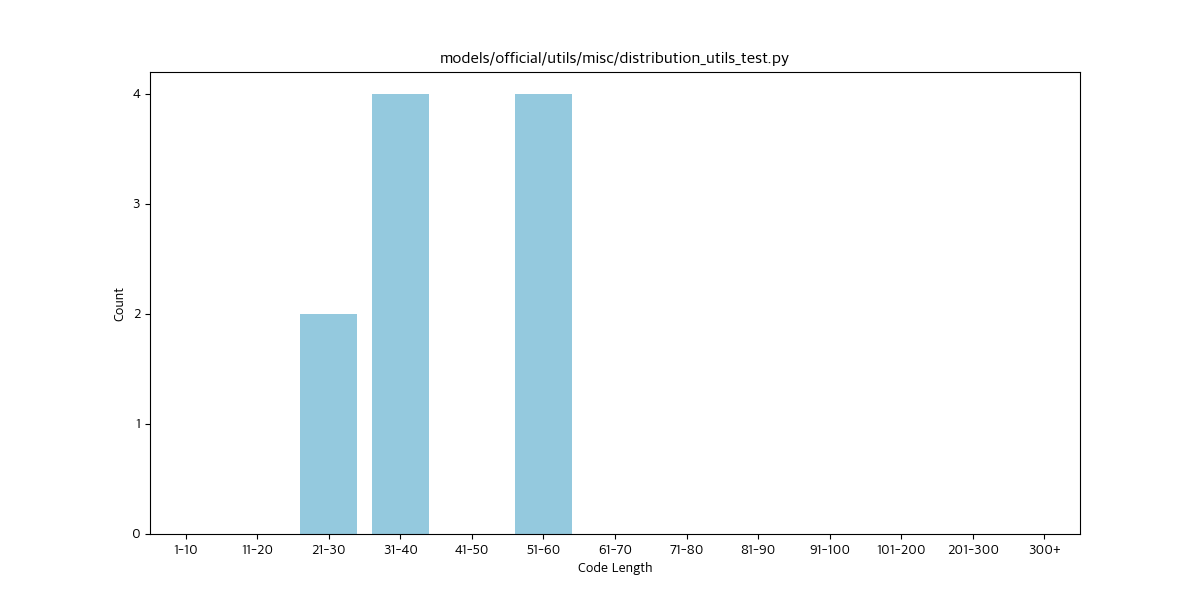 models/official/utils/misc/distribution_utils_test.py
Count
4
3
2
1
0
1-10 11-20 21-30 31-40 41-50 51-60 61-70 71-80 81-90 91-100 101-200 201-300 300+
Code Length